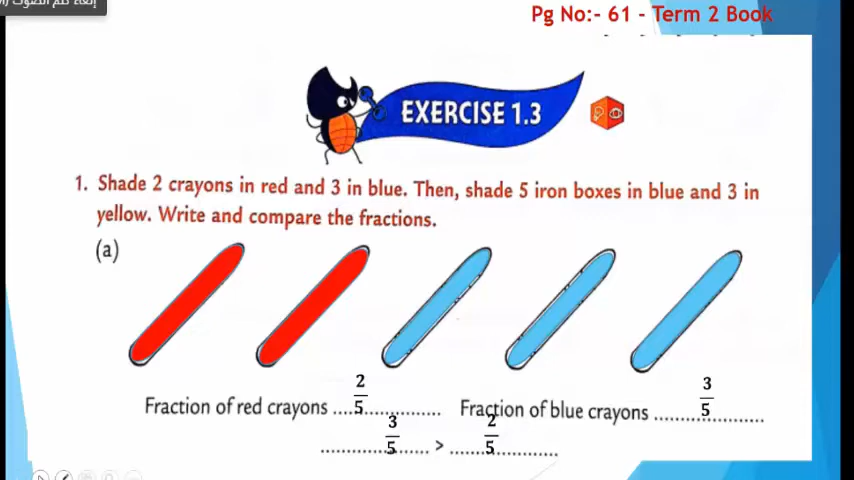 Pg No:- 61 - Term 2 Book
EXERCISE 1.3
1. Shade 2 crayons in red and 3 in blue. Then, shade 5 iron boxes in blue and 3 in
yellow. Write and compare the fractions.
(a)
Fraction of red crayons ....2/5.............. Fraction of blue crayons ........3/5..........
............3/5...... > .......2/5............